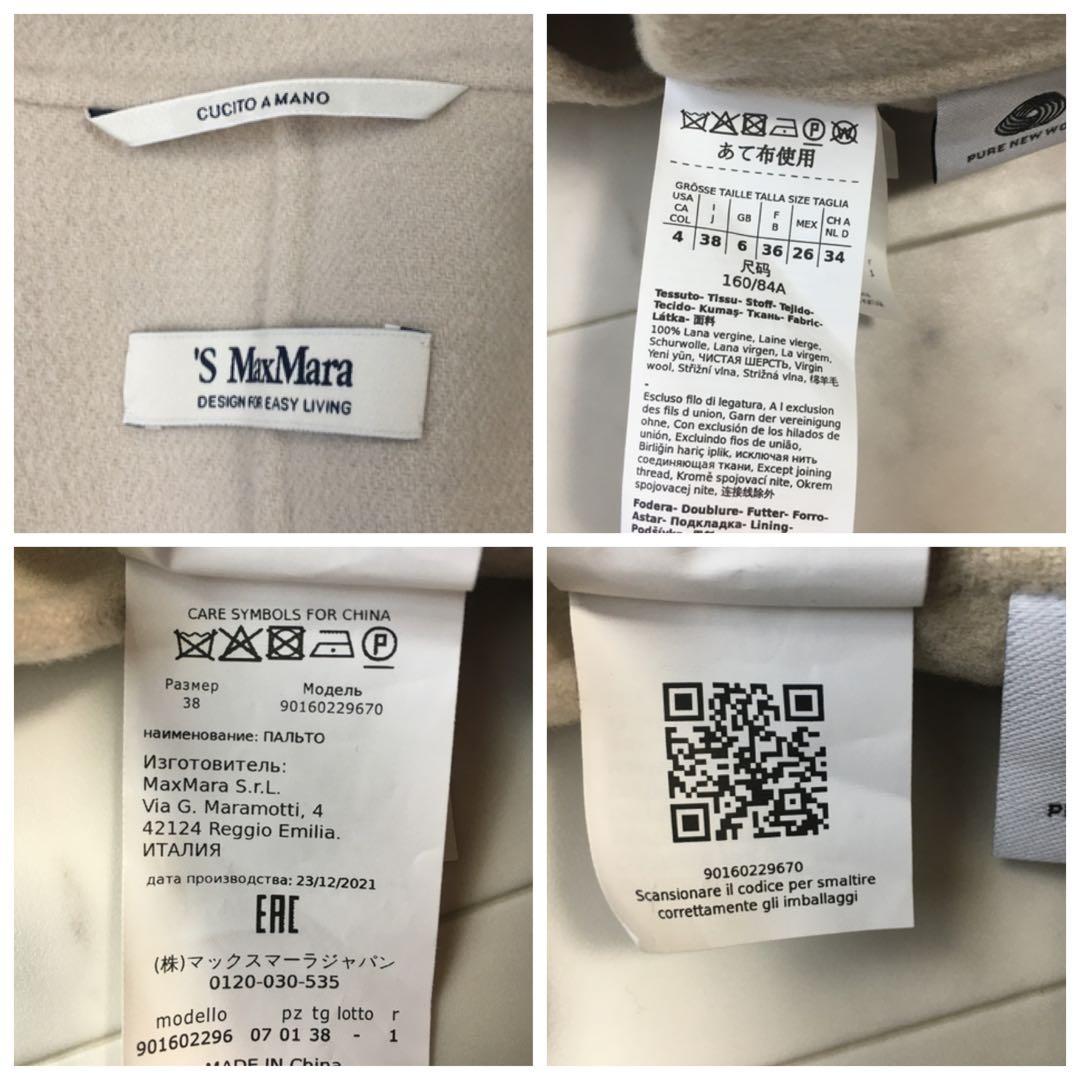 CUCITO A MANO
'S MaxMara
DESIGN FOR EASY LIVING
P W
あて布使用
GRÖSSE TAILLE TALLA SIZE TAGLIA
USA CA COL I J GB F B MEX CH A NL D
4 38 6 36 26 34
尺码
160/84A
Tessuto- Tissu- Stoff- Tejido-
Tecido- Kumaş- Ткань- Fabric-
Látka- 面料
100% Lana vergine, Laine vierge,
Schurwolle, Lana virgen, La virgem,
Yeni yün, ЧИСТАЯ ШЕРСТЬ, Virgin
wool, Střižní vlna, Strižná vlna, 绵羊毛
-
Escluso filo di legatura, A l exclusion
des fils d union, Garn der vereinigung
ohne, Con exclusión de los hilados de
unión, Excluindo fios de união,
Birliğin hariç iplik, исключая нить
соединяющая ткани, Except joining
thread, Kromě spojovací nite, Okrem
spojovacej nite, 连接线除外
Fodera- Doublure- Futter- Forro-
Astar- Подкладка- Lining-
PURE NEW WO
CARE SYMBOLS FOR CHINA
P
Размер Модель
38 90160229670
наименование: ПАЛЬТО
Изготовитель:
MaxMara S.r.L.
Via G. Maramotti, 4
42124 Reggio Emilia.
ИТАЛИЯ
дата производства: 23/12/2021
EAC
(株)マックスマーラジャパン
0120-030-535
modello pz tg lotto r
901602296 07 01 38 - 1
MADE IN China
90160229670
Scansionare il codice per smaltire
correttamente gli imballaggi